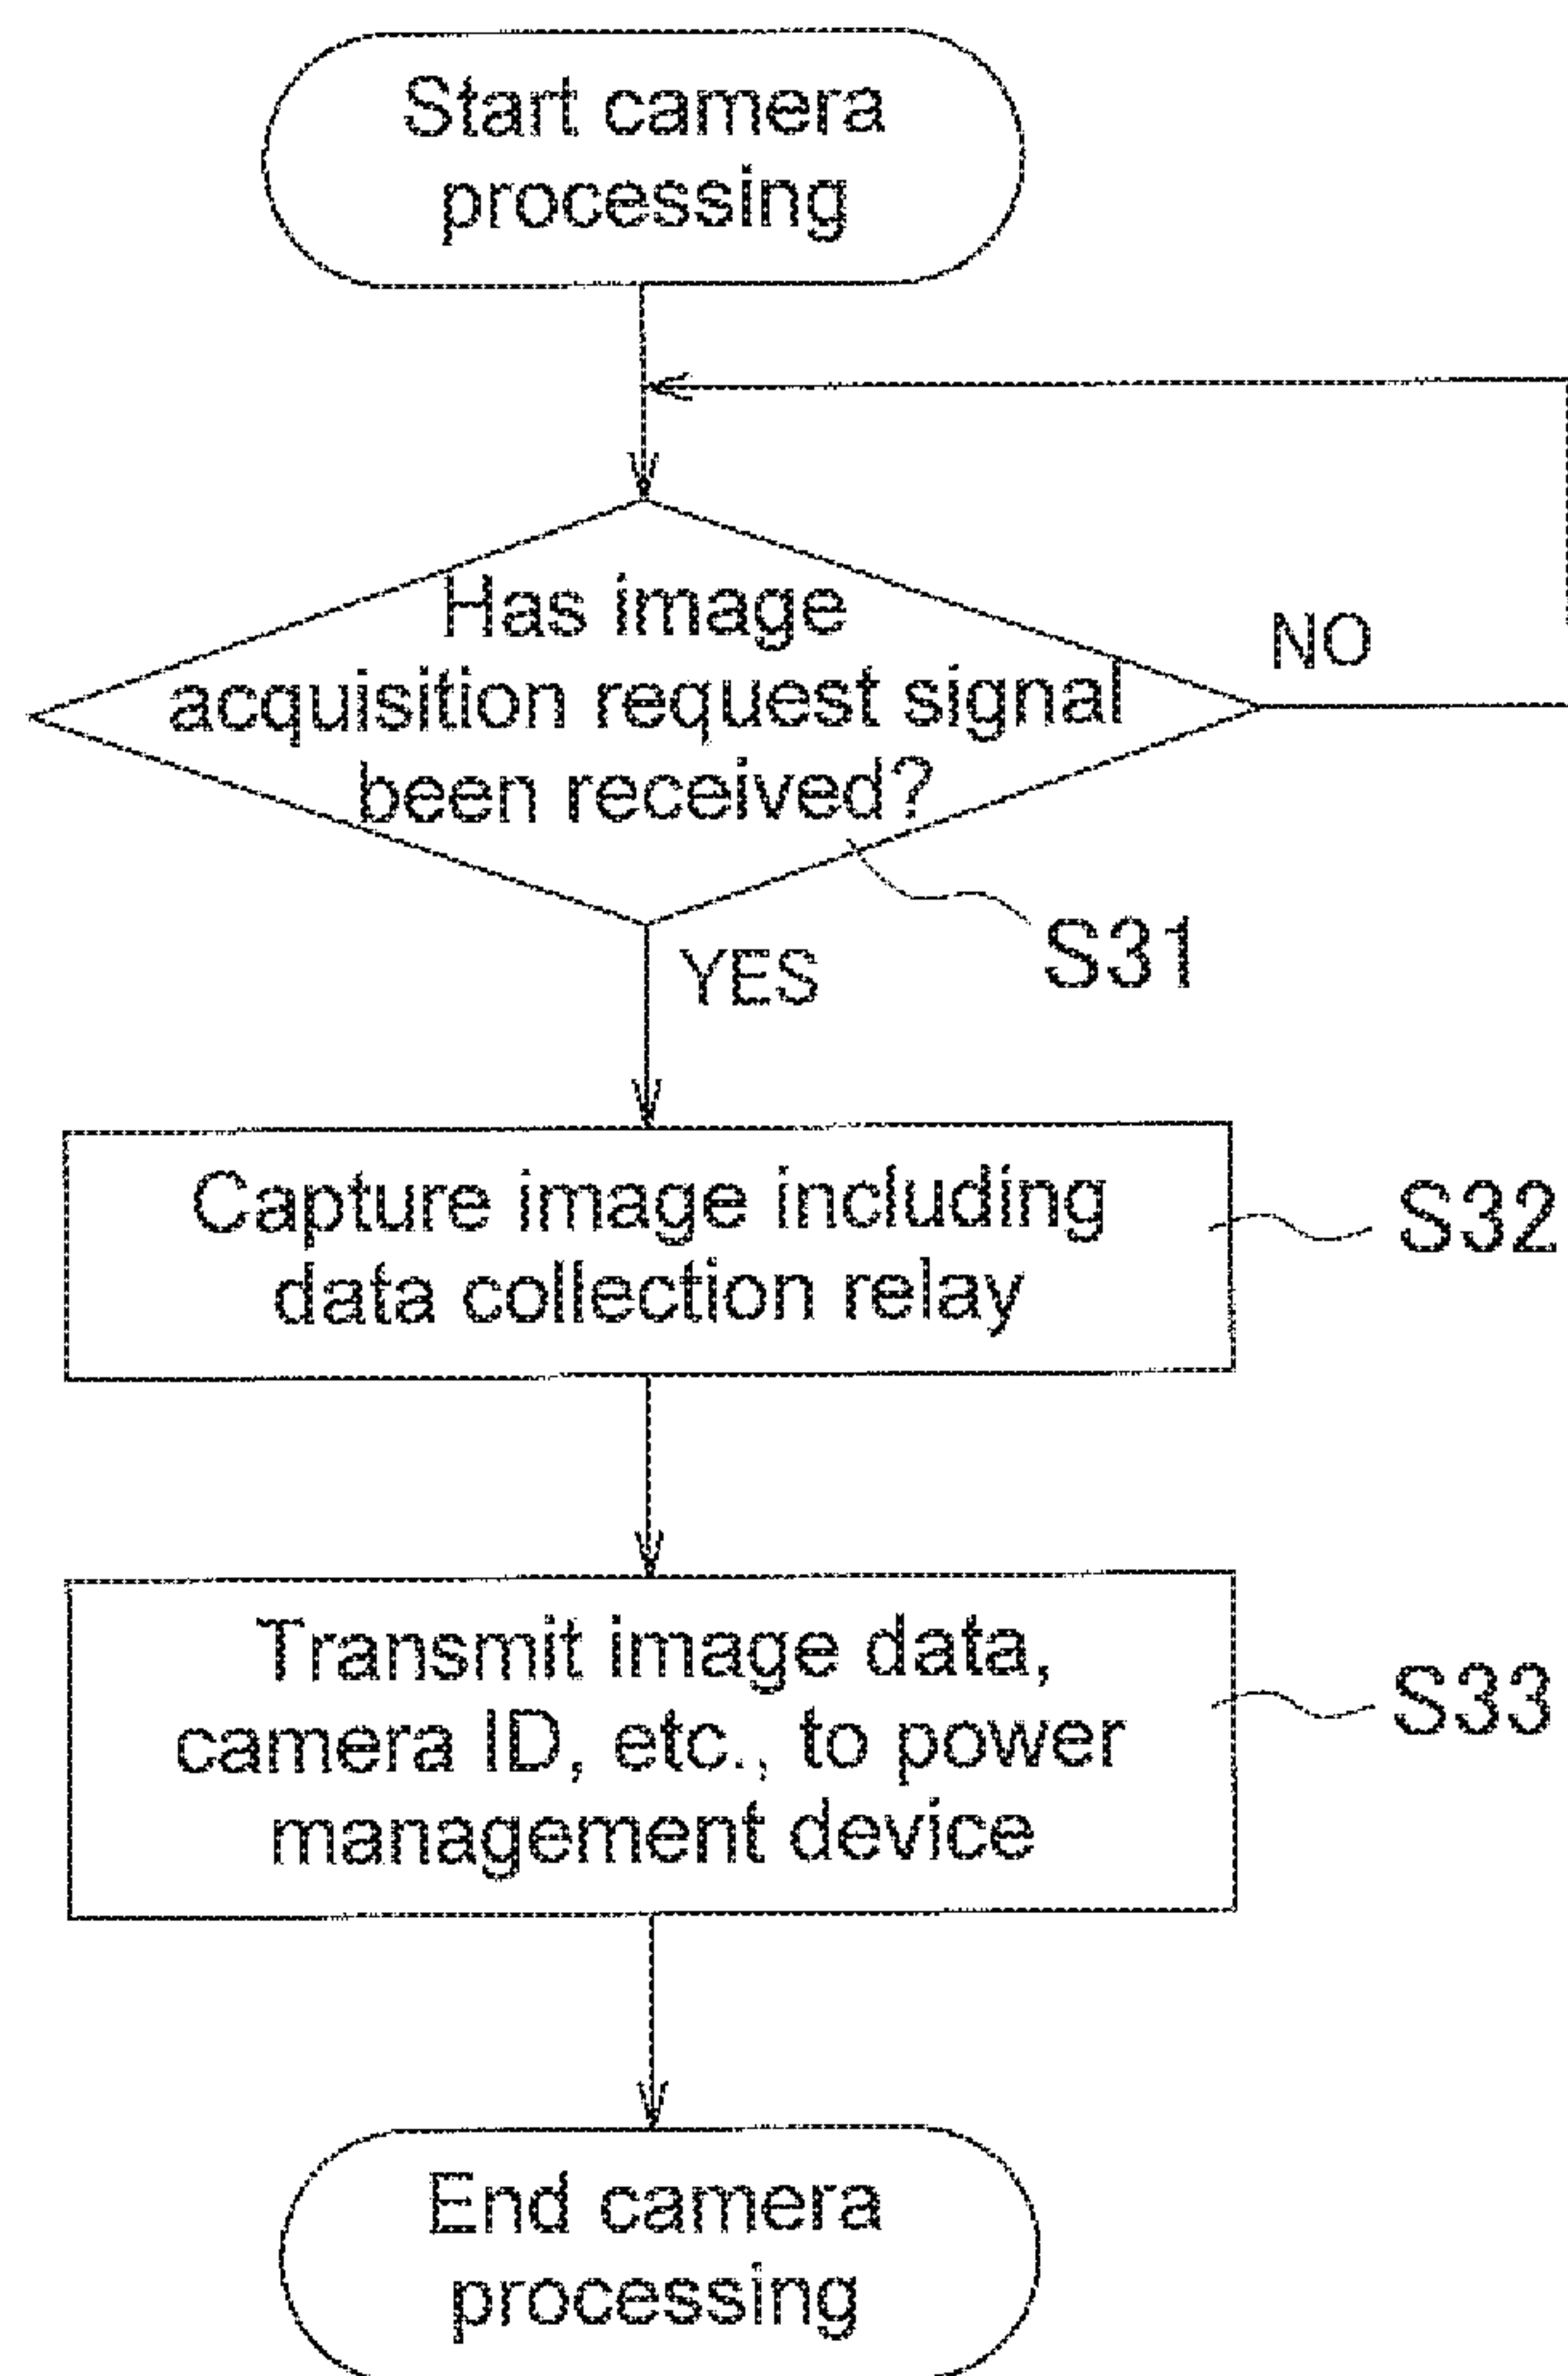 Start camera
processing
Has image
acquisition request signal
been received?
NO
S31
YES
Capture image including
data collection relay
S32
Transmit image data,
camera ID, etc., to power
management device
S33
End camera
processing